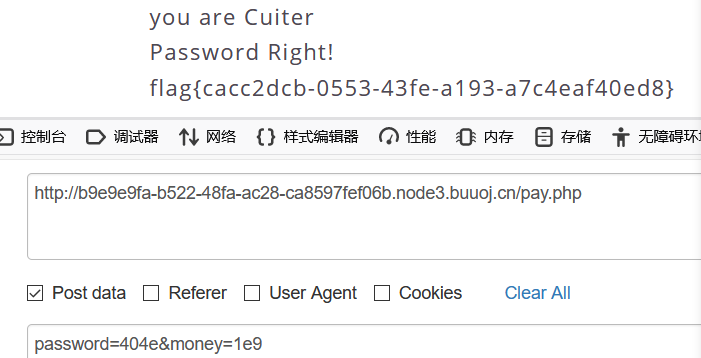 you are Cuiter
Password Right!
flag{cacc2dcb-0553-43fe-a193-a7c4eaf40ed8}
控制台 调试器 网络 样式编辑器 性能 内存 存储 无障碍环
http://b9e9e9fa-b522-48fa-ac28-ca8597fef06b.node3.buuoj.cn/pay.php
Post data Referer User Agent Cookies Clear All
password=404e&money=1e9